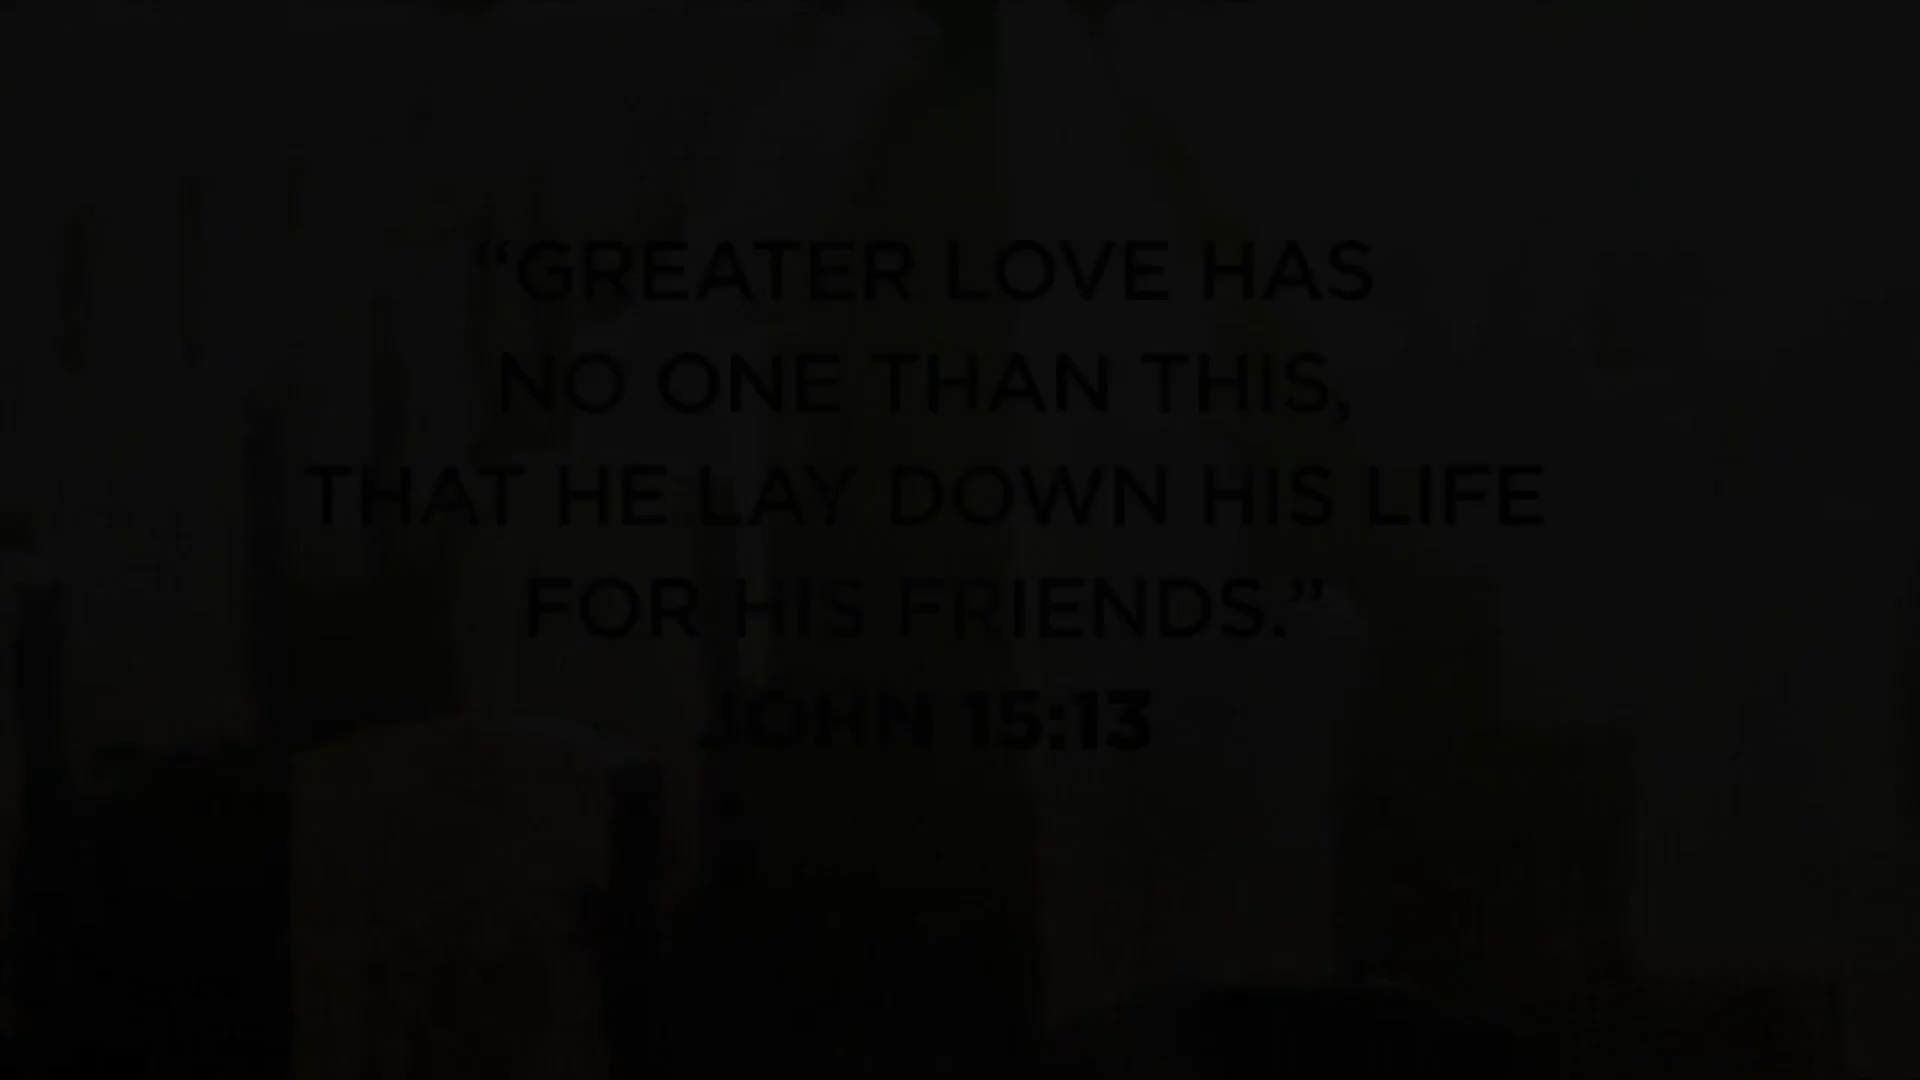 “GREATER LOVE HAS
NO ONE THAN THIS,
THAT HE LAY DOWN HIS LIFE
FOR HIS FRIENDS.”
JOHN 15:13